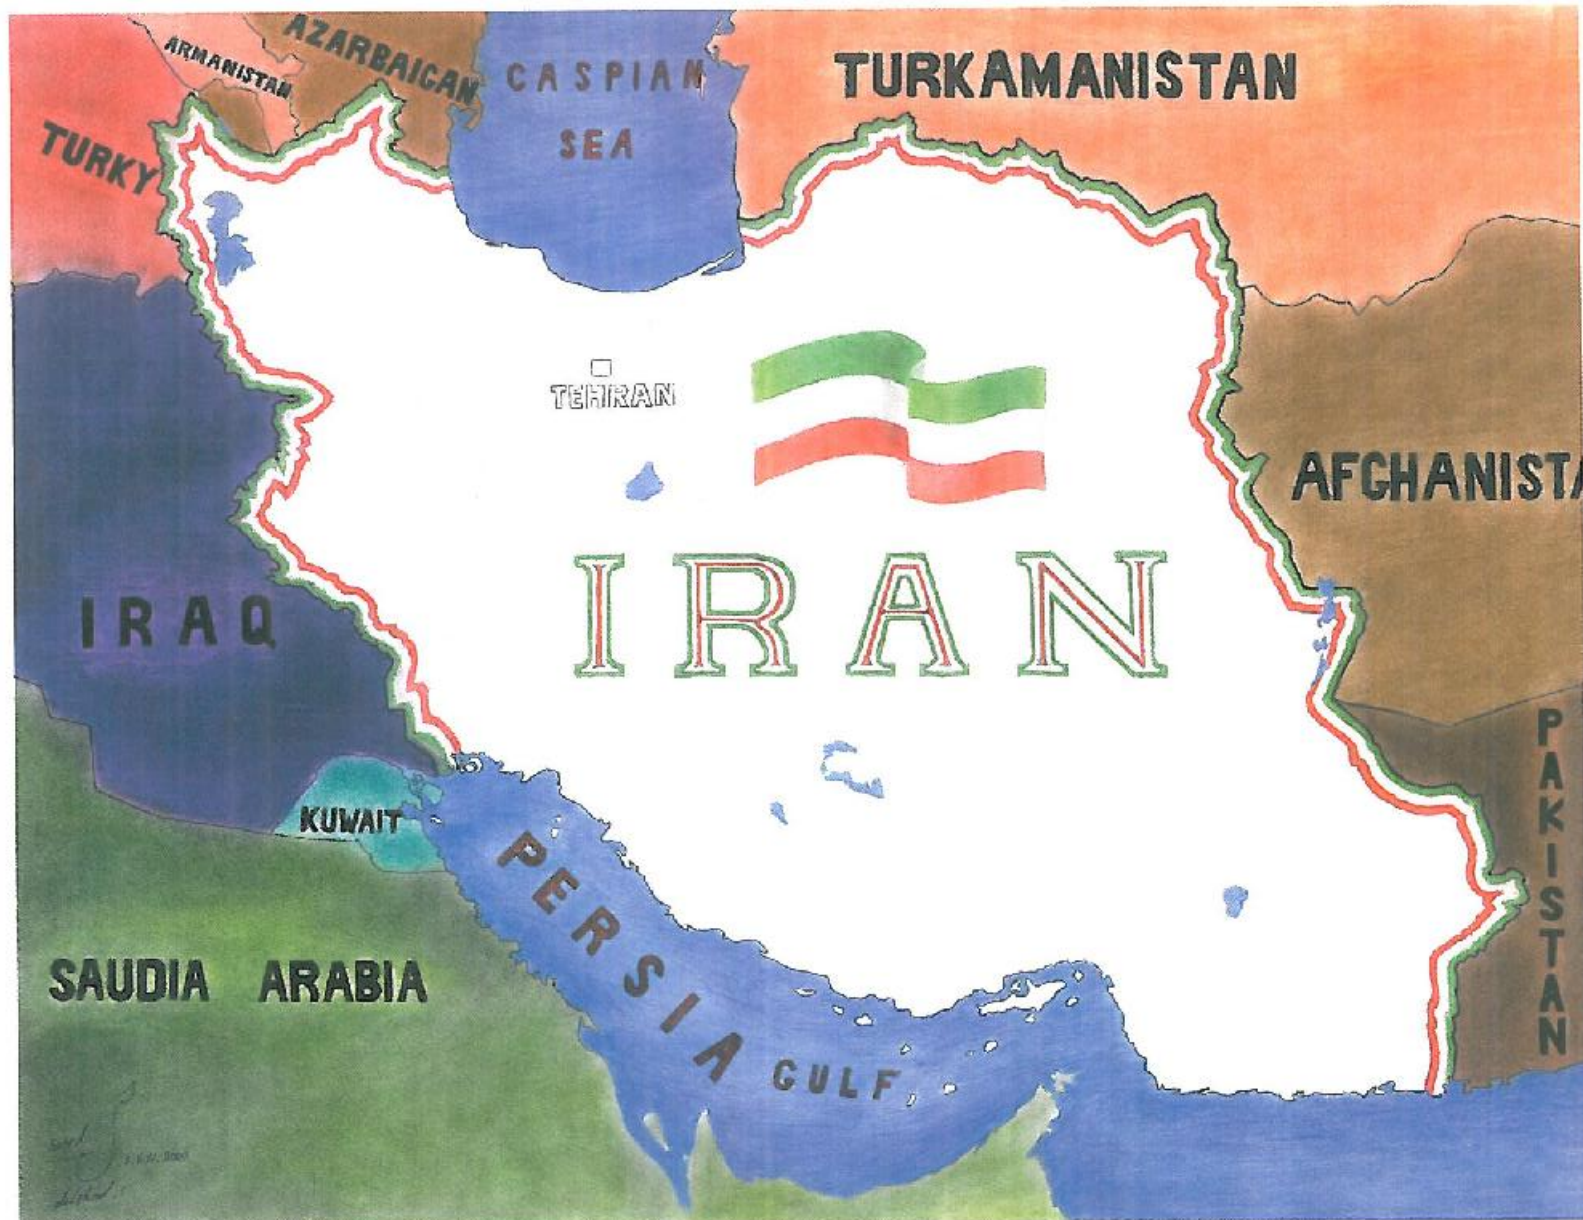 AZARBAICAN
ARMANISTAN
CASPIAN
SEA
TURKAMANISTAN
TURKY
TEHRAN
AFGHANISTA
IRAN
IRAQ
PAKISTAN
KUWAIT
PERSIA GULF
SAUDIA ARABIA